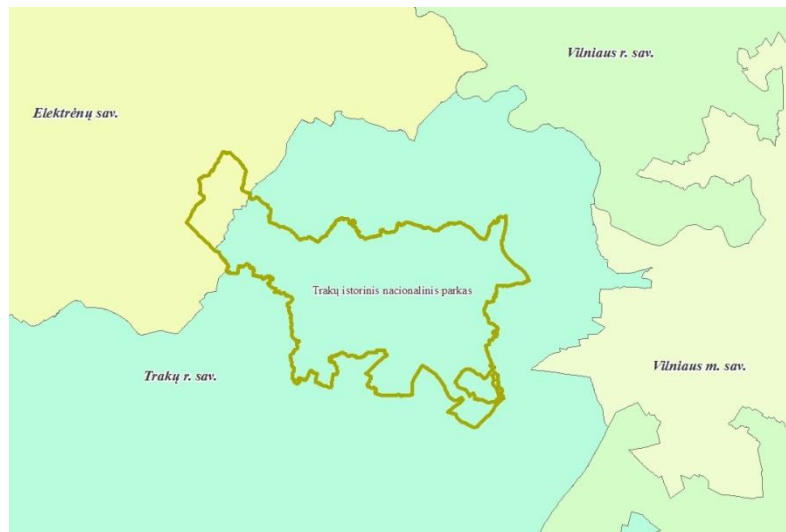 Vilniaus r. sav.
Elektrėnų sav.
Trakų istorinis nacionalinis parkas
Vilniaus m. sav.
Trakų r. sav.